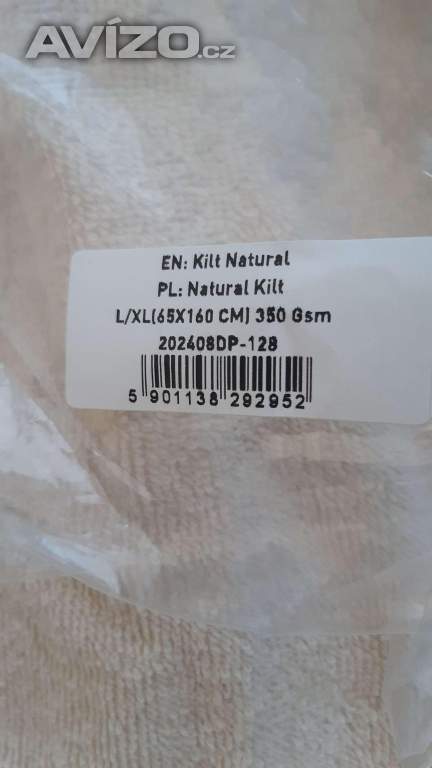 AVÍZO.cz
EN: Kilt Natural
PL: Natural Kilt
L/XL(65X160 CM) 350 Gsm
202408DP-128
5 901138 292952